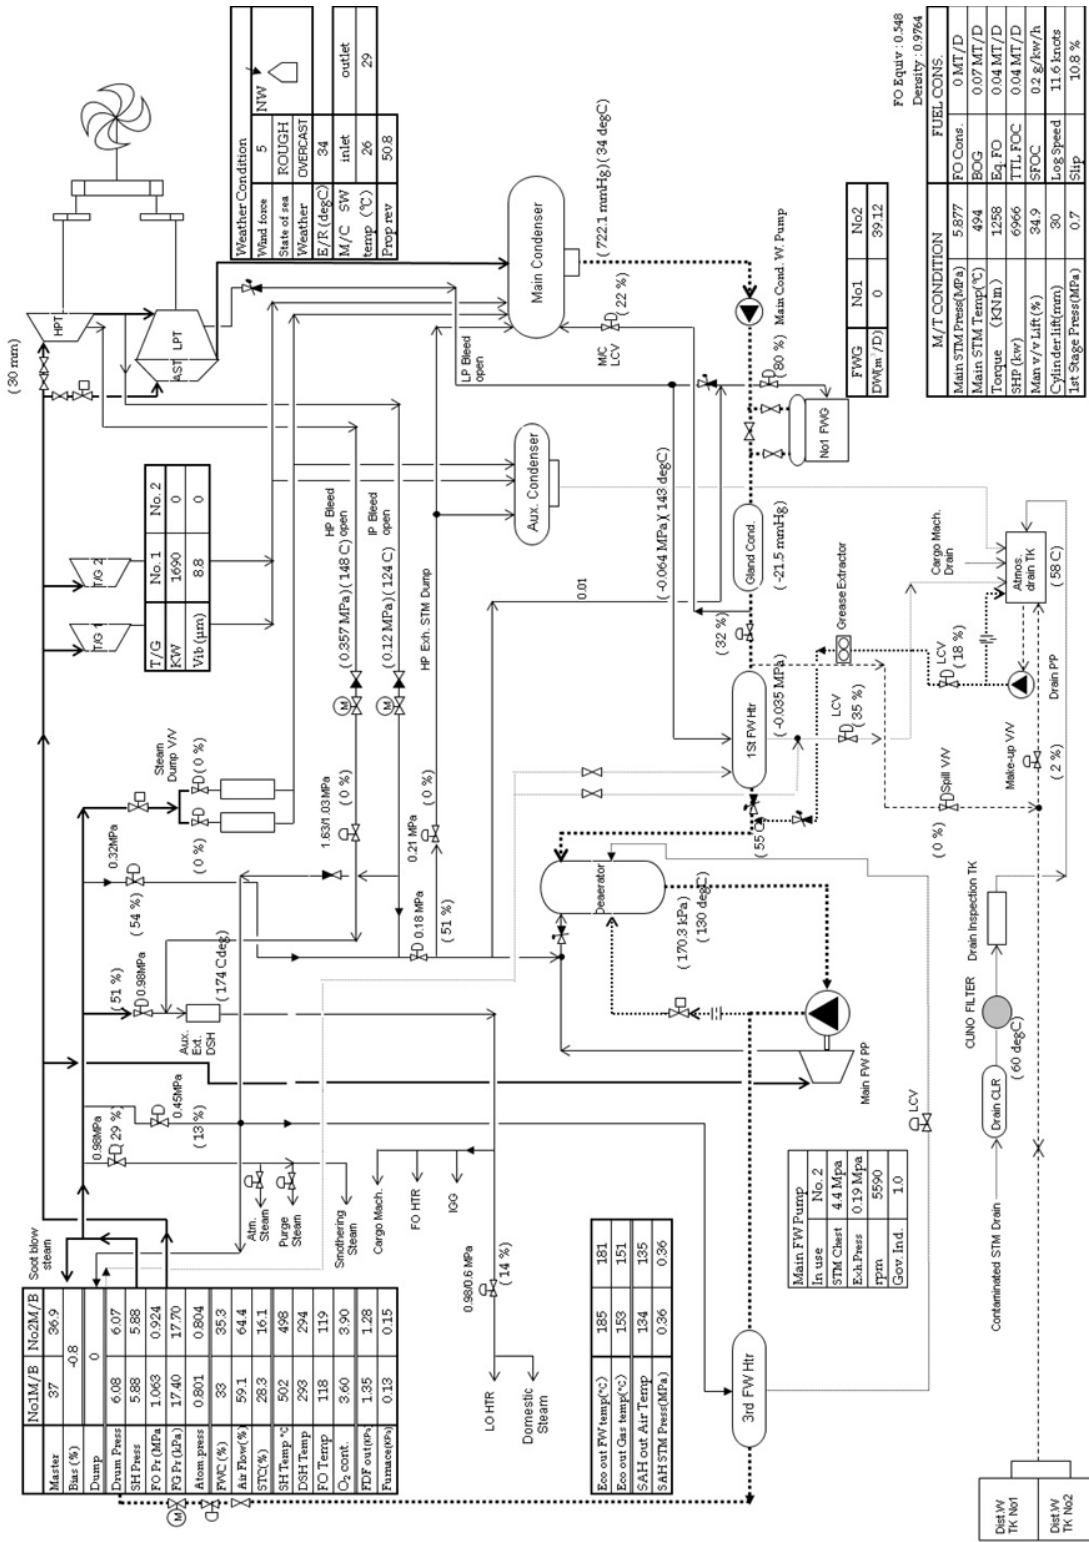 No1M/B No2M/B
Master 37 36.9
Bias (%) -0.8
Dump 0
Drum Press 6.08 6.07
SH Press 5.88 5.88
FO Pr (MPa 1.063 0.924
FG Pr (kPa) 17.40 17.70
Atom press 0.801 0.804
FWC (%) 33 35.3
Air Flow(%) 59.1 64.4
STC(%) 28.3 16.1
SH Temp °C 502 498
DSH Temp 293 294
FO Temp 118 119
O₂ cont. 3.60 3.90
FDF out(KPa) 1.35 1.28
Furnace(KPa) 0.13 0.15
Soot blow
steam
0.98MPa
(29 %)
0.45MPa
(13 %)
(51 %)
0.98MPa
Aux.
Ext.
DSH
(174 Cdeg)
0.32MPa
(54 %)
Steam
Dump V/V
(0 %)
(0 %)
Atm.
Steam
Purge
Steam
Smothering
Steam
Cargo Mach.
FO HTR
IGG
0.98/0.6 MPa
(14 %)
LO HTR
Domestic
Steam
T/G 1
T/G 2
T/G No. 1 No. 2
KW 1690 0
Vib (μm) 8.8 0
(30 mm)
HPT
AST LPT
Weather Condition
Wind force 5 NW
State of sea ROUGH
Weather OVERCAST
E/R (degC) 34
M/C SW inlet outlet
temp (°C) 26 29
Prop rev 50.8
1.63/1.03MPa
(0 %)
M
(0.357 MPa)(148 C)
HP Bleed
open
M
(0.12 MPa)(124 C)
IP Bleed
open
0.21 MPa
(0 %)
HP Exh. STM Dump
0.18 MPa
(51 %)
LP Bleed
open
Aux. Condenser
Main Condenser
M/C
LCV
(22 %)
(722.1 mmHg)(34 degC)
Main Cond. W. Pump
(80 %)
0.01
(-0.064 MPa)(143 degC)
No1 FWG
Gland Cond.
(-21.5 mmHg)
(32 %)
1St FW Htr
(-0.035 MPa)
LCV
(35 %)
Grease Extractor
Cargo Mach.
Drain
Atmos.
drain TK
(58 C)
LCV
(18 %)
Drain PP
Make-up V/V
(2 %)
Spill V/V
(0 %)
(55 C)
Deaerator
(170.3 kPa)
(130 degC)
Main FW PP
LCV
CUNO FILTER
Drain Inspection TK
(60 degC)
Drain CLR
Contaminated STM Drain
Main FW Pump
In use No. 2
STM Chest 4.4 Mpa
Exh.Press 0.19 Mpa
rpm 5590
Gov. Ind. 1.0
Eco out FW temp(°C) 185 181
Eco out Gas temp(°C) 153 151
SAH out Air Temp 134 135
SAH STM Press(MPa) 0.36 0.36
3rd FW Htr
M
Dist.W
TK No1
Dist.W
TK No2
FWG No1 No2
DW(m³/D) 0 39.12
FO Equiv : 0.548
Density : 0.9764
M/T CONDITION FUEL CONS.
Main STM Press(MPa) 5.877 FO Cons. 0 MT/D
Main STM Temp(°C) 494 BOG 0.07 MT/D
Torque (KNm) 1258 Eq. FO 0.04 MT/D
SHP (kw) 6966 TTL FOC 0.04 MT/D
Man v/v Lift(%) 34.9 SFOC 0.2 g/kw/h
Cylinder lift(mm) 30 Log Speed 11.6 knots
1st Stage Press(MPa) 0.7 Slip 10.8 %